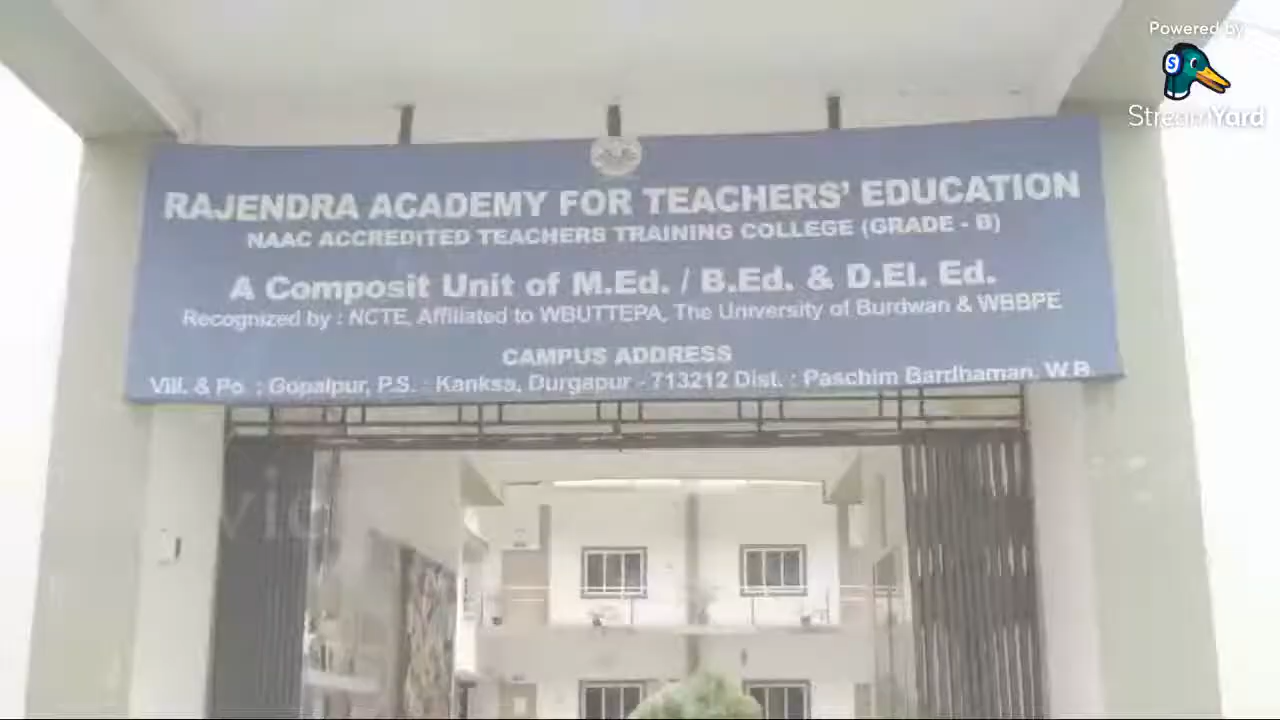 Powered by
StreamYard
RAJENDRA ACADEMY FOR TEACHERS' EDUCATION
NAAC ACCREDITED TEACHERS TRAINING COLLEGE (GRADE - B)
A Composit Unit of M.Ed. / B.Ed. & D.El. Ed.
Recognized by : NCTE, Affiliated to WBUTTEPA, The University of Burdwan & WBBPE
CAMPUS ADDRESS
Vill. & Po. : Gopalpur, P.S. : Kanksa, Durgapur - 713212 Dist. : Paschim Bardhaman, W.B.